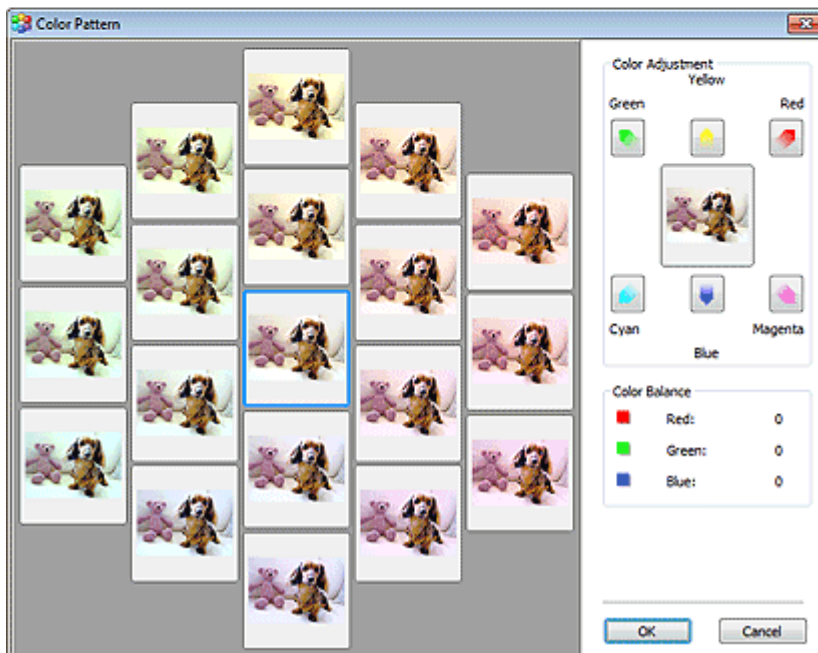 Color Pattern
Color Adjustment
Yellow
Green
Red
Cyan
Magenta
Blue
Color Balance
Red: 0
Green: 0
Blue: 0
OK
Cancel